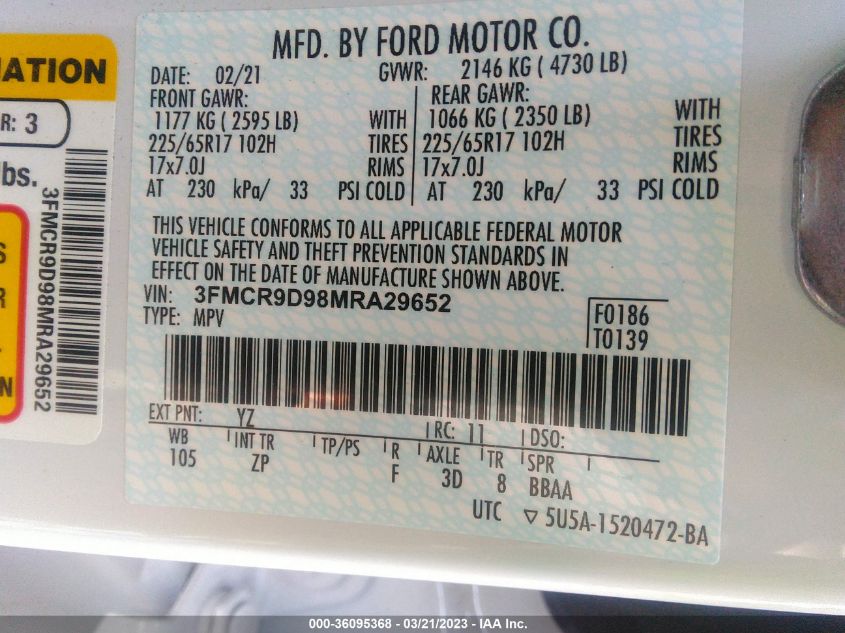 MFD. BY FORD MOTOR CO.
DATE: 02/21 GVWR: 2146 KG ( 4730 LB)
FRONT GAWR: REAR GAWR:
1177 KG ( 2595 LB) WITH 1066 KG ( 2350 LB) WITH
225/65R17 102H TIRES 225/65R17 102H TIRES
17x7.0J RIMS 17x7.0J RIMS
AT 230 kPa/ 33 PSI COLD AT 230 kPa/ 33 PSI COLD
THIS VEHICLE CONFORMS TO ALL APPLICABLE FEDERAL MOTOR
VEHICLE SAFETY AND THEFT PREVENTION STANDARDS IN
EFFECT ON THE DATE OF MANUFACTURE SHOWN ABOVE.
VIN: 3FMCR9D98MRA29652
TYPE: MPV
F0186
T0139
EXT PNT: YZ RC: 11 DSO:
WB INT TR TP/PS R AXLE TR SPR
105 ZP F 3D 8 BBAA
UTC ▽ 5U5A-1520472-BA
R: 3
bs.
3FMCR9D98MRA29652
000-36095368 - 03/21/2023 - IAA Inc.